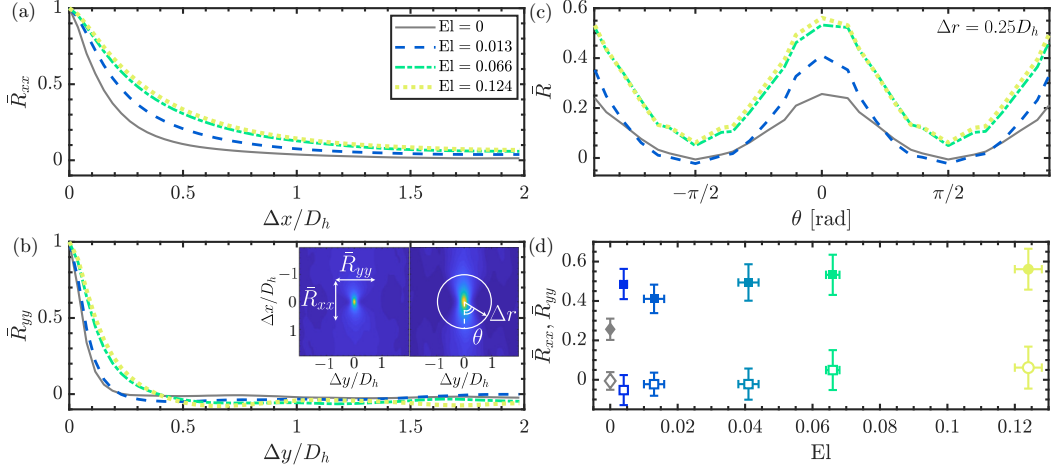 (a)
1
0.5
0
R̄xx
El = 0
El = 0.013
El = 0.066
El = 0.124
0 0.5 1 1.5 2
Δx/Dh
(c)
Δr = 0.25Dh
0.6
0.4
0.2
0
R̄
−π/2 0 π/2
θ [rad]
(b)
1
0.5
0
R̄yy
R̄yy
R̄xx
Δr
θ
−1
0
1
Δx/Dh
−1 0 1 −1 0 1
Δy/Dh Δy/Dh
0 0.5 1 1.5 2
Δy/Dh
(d)
0.6
0.4
0.2
0
R̄xx, R̄yy
0 0.02 0.04 0.06 0.08 0.1 0.12
El